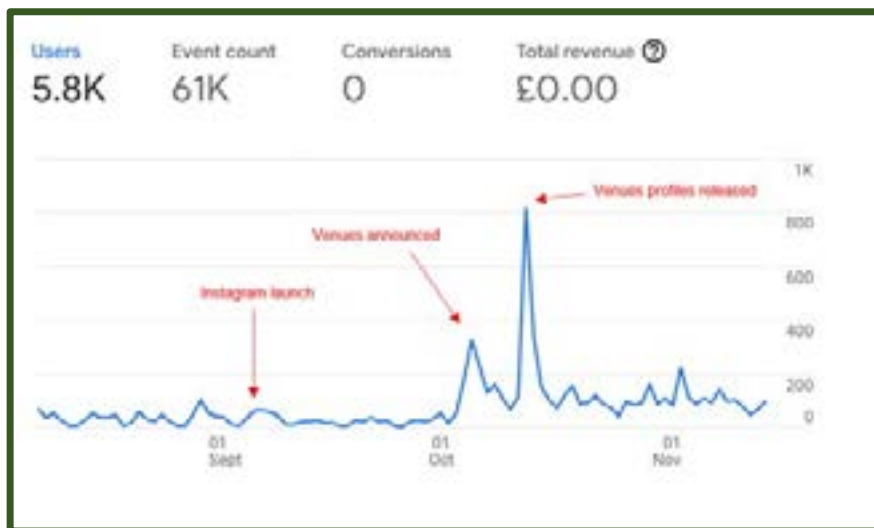 Users Event count Conversions Total revenue ?
5.8K 61K 0 £0.00
1K
Venues profiles released
800
Venues announced
600
Instagram launch
400
200
0
01 01 01
Sept Oct Nov